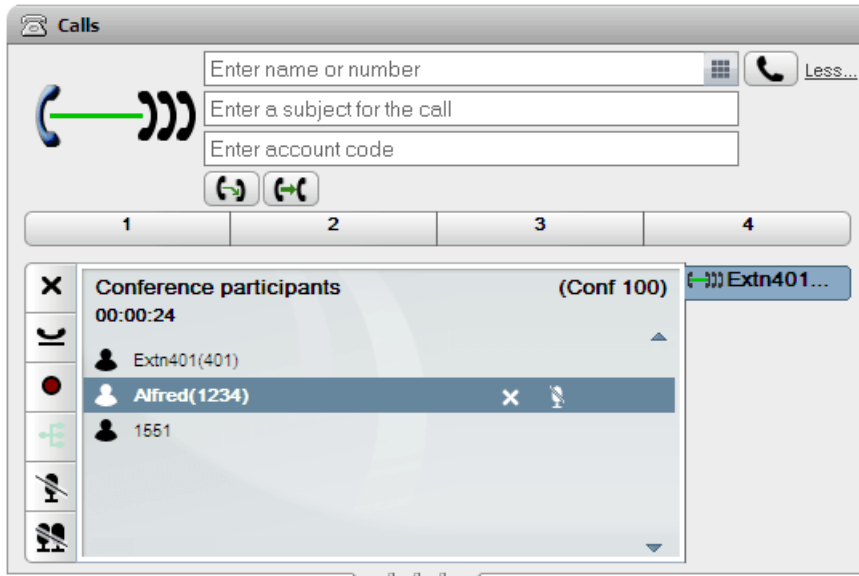 Calls
Enter name or number
Less...
Enter a subject for the call
Enter account code
1 2 3 4
Conference participants (Conf 100)
Extn401...
00:00:24
Extn401(401)
Alfred(1234)
1551